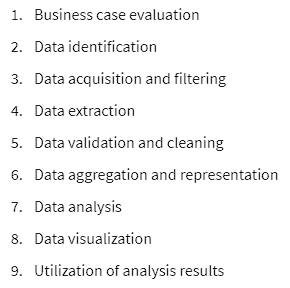 1. Business case evaluation
2. Data identification
3. Data acquisition and filtering
4. Data extraction
5. Data validation and cleaning
6. Data aggregation and representation
7. Data analysis
8. Data visualization
9. Utilization of analysis results